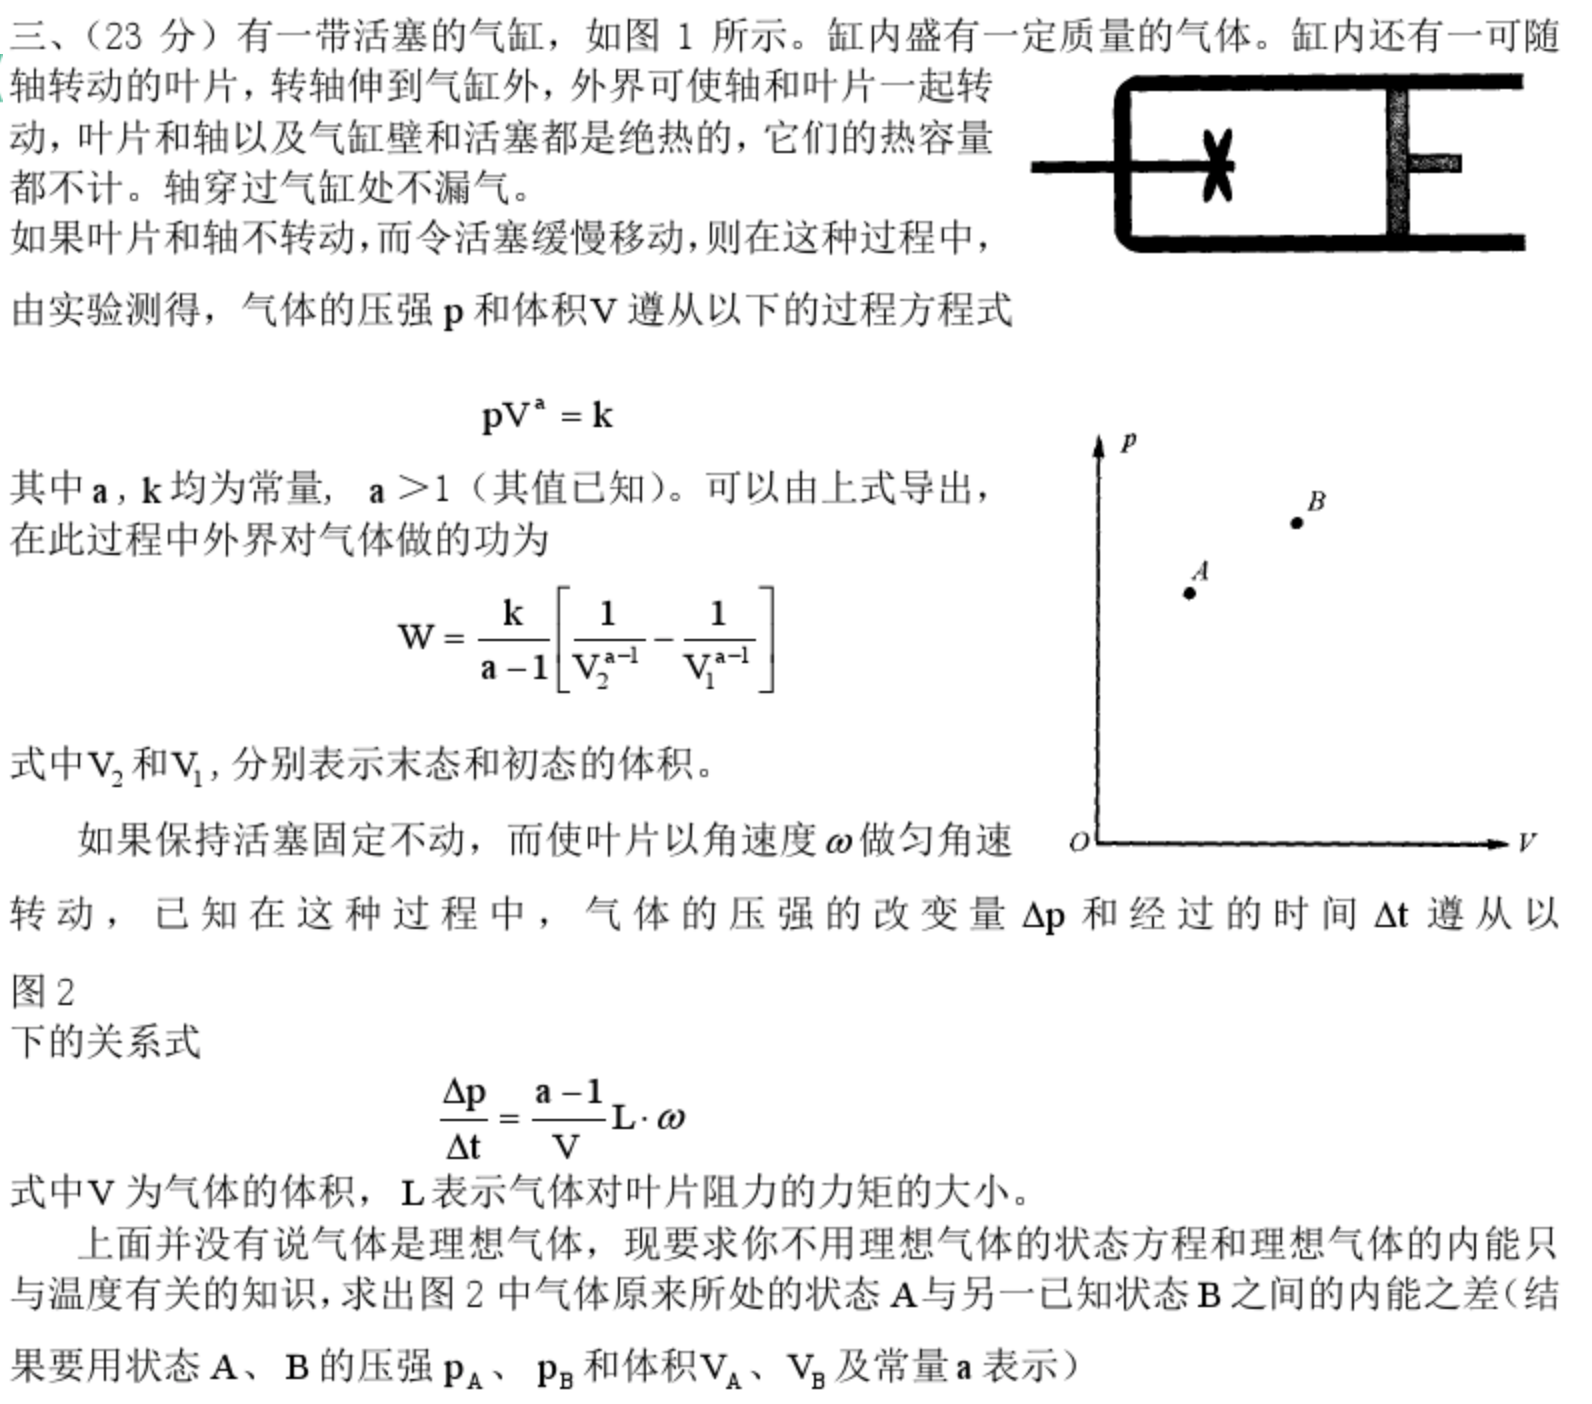 三、（23 分）有一带活塞的气缸，如图 1 所示。缸内盛有一定质量的气体。缸内还有一可随
轴转动的叶片，转轴伸到气缸外，外界可使轴和叶片一起转
动，叶片和轴以及气缸壁和活塞都是绝热的，它们的热容量
都不计。轴穿过气缸处不漏气。
如果叶片和轴不转动，而令活塞缓慢移动，则在这种过程中，
由实验测得，气体的压强 p 和体积V 遵从以下的过程方程式
pV^a = k
其中 a , k 均为常量， a ＞1（其值已知）。可以由上式导出，
在此过程中外界对气体做的功为
W = k/(a−1) [1/V_2^(a−1) − 1/V_1^(a−1)]
式中V_2 和V_1 , 分别表示末态和初态的体积。
如果保持活塞固定不动，而使叶片以角速度 ω 做匀角速
转动，已知在这种过程中，气体的压强的改变量 Δp 和经过的时间 Δt 遵从以
图 2
下的关系式
Δp/Δt = (a−1)/V L·ω
式中V 为气体的体积， L 表示气体对叶片阻力的力矩的大小。
上面并没有说气体是理想气体，现要求你不用理想气体的状态方程和理想气体的内能只
与温度有关的知识，求出图 2 中气体原来所处的状态 A与另一已知状态 B 之间的内能之差（结
果要用状态 A、 B 的压强 p_A、 p_B 和体积V_A、V_B 及常量 a 表示）
p
B
A
O
V